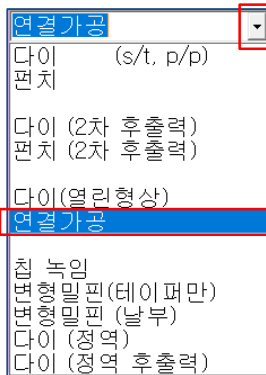 연결가공
다이 (s/t, p/p)
펀치
다이 (2차 후출력)
펀치 (2차 후출력)
다이(열린형상)
연결가공
칩 녹임
변형밀핀(테이퍼만)
변형밀핀 (날부)
다이 (정역)
다이 (정역 후출력)